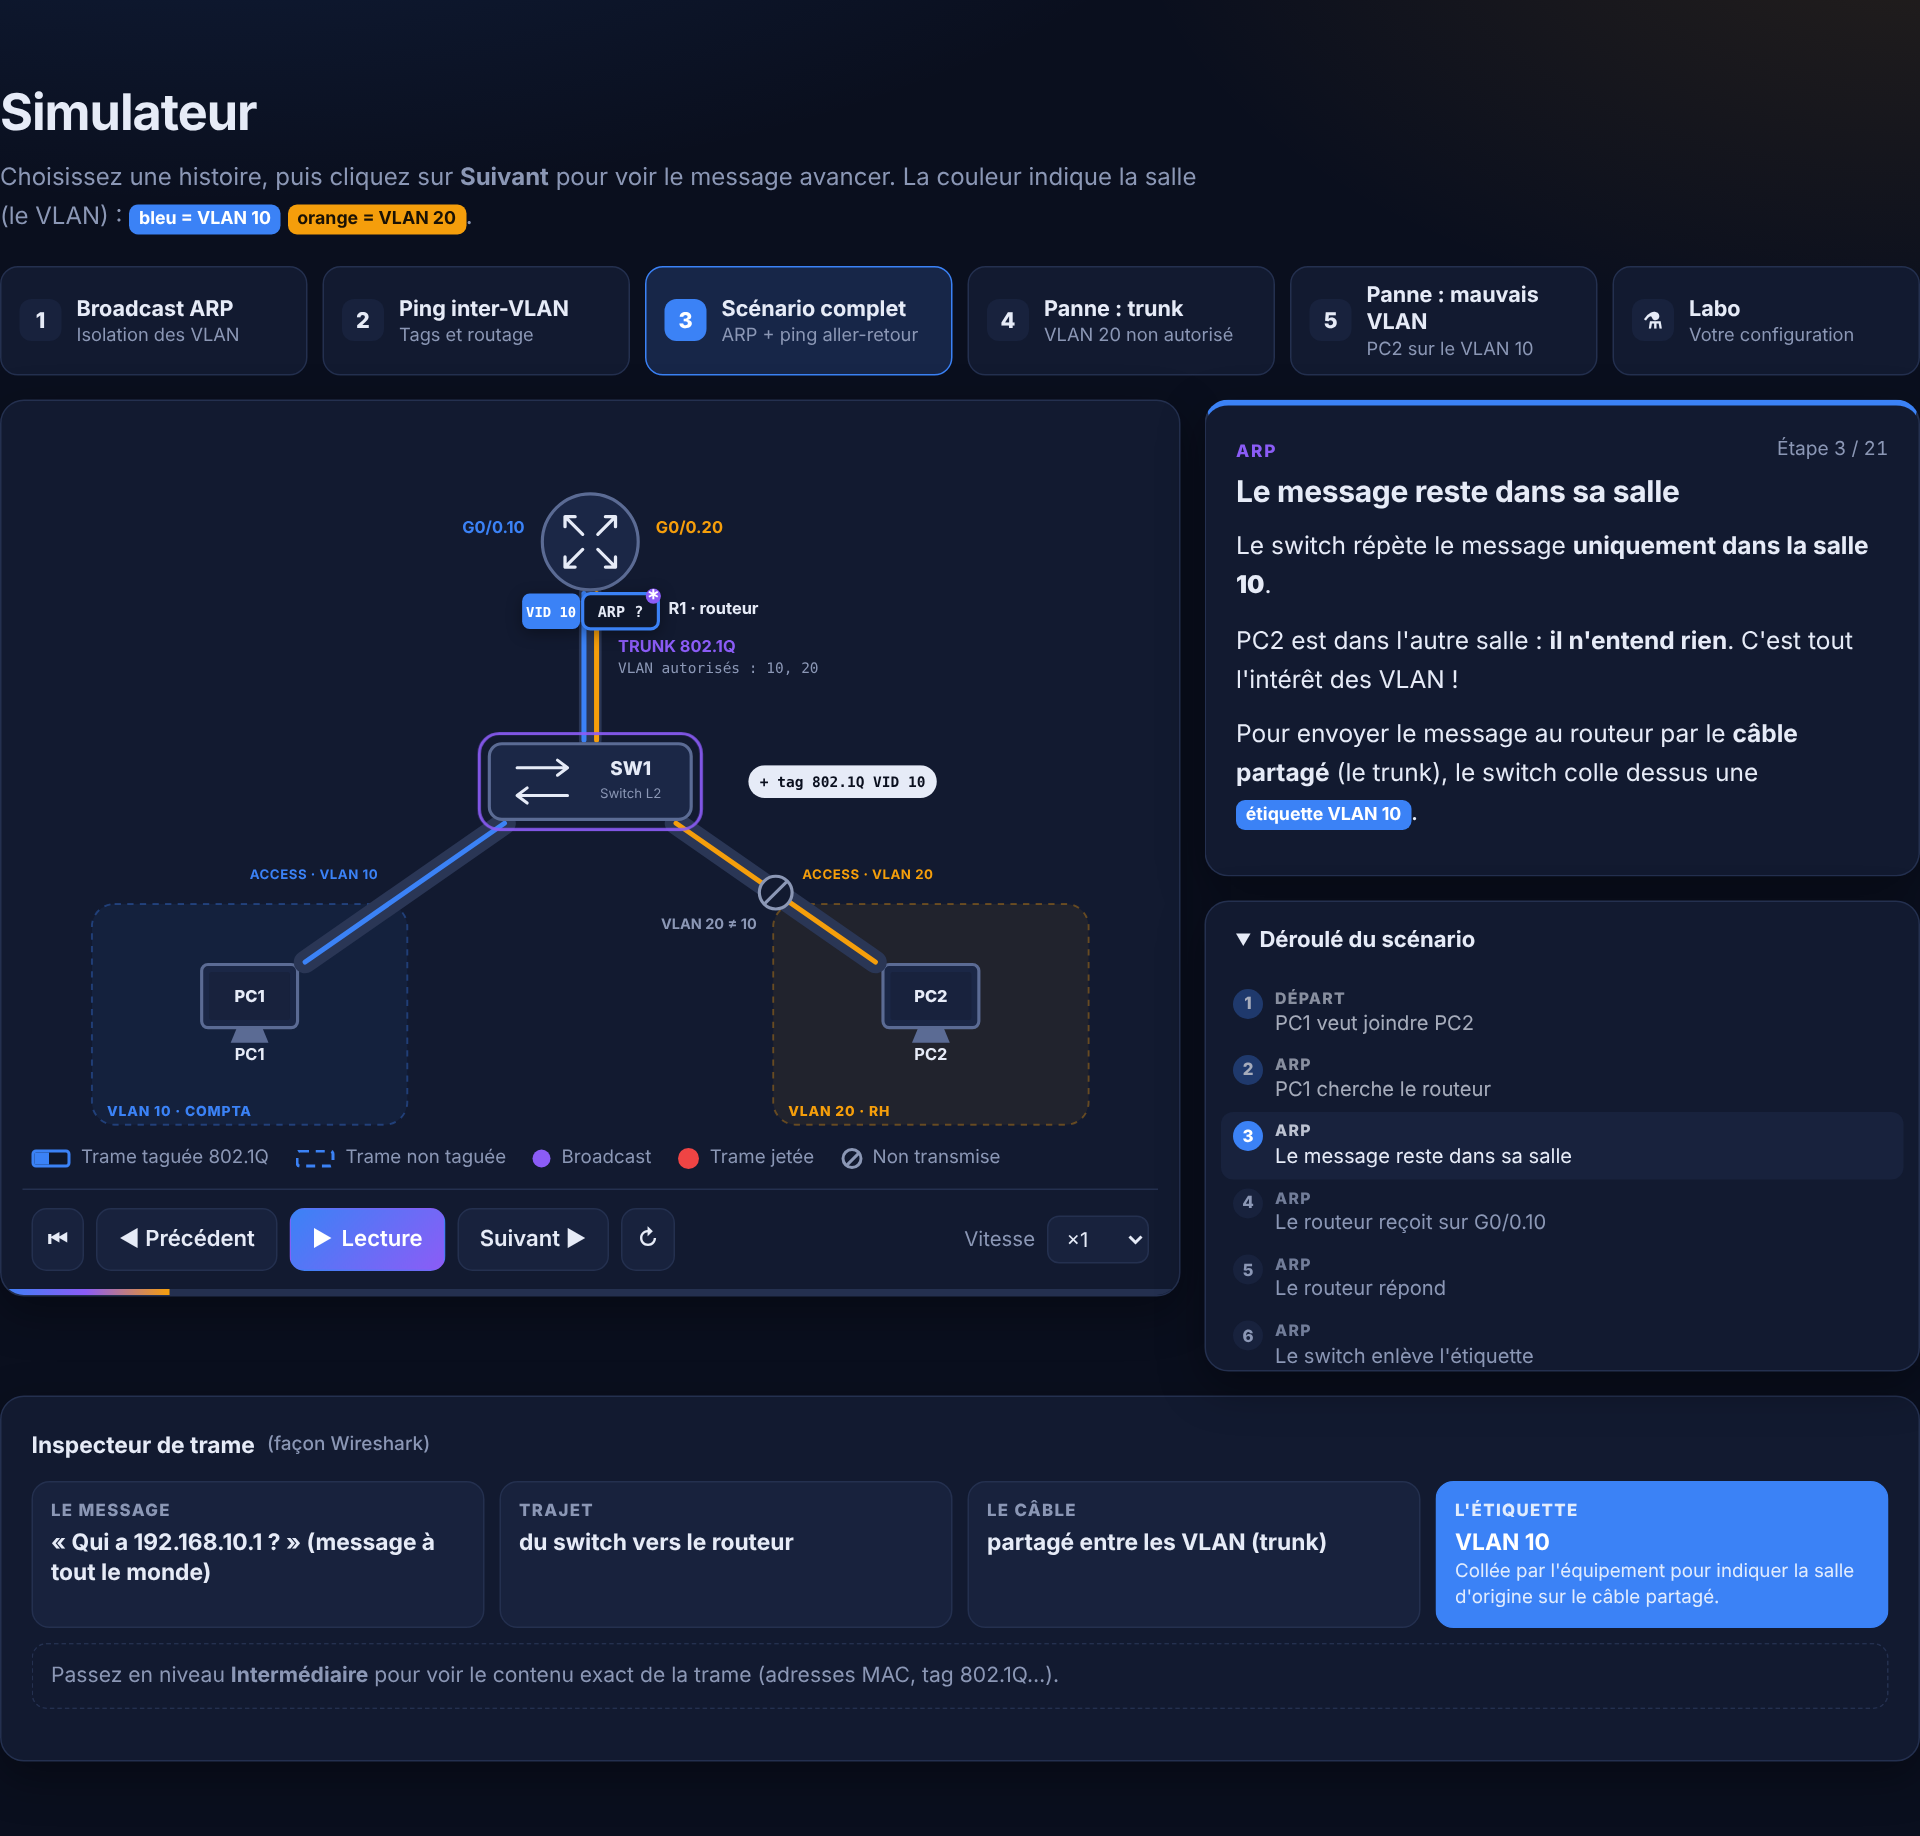 Simulateur
Choisissez une histoire, puis cliquez sur Suivant pour voir le message avancer. La couleur indique la salle
(le VLAN) : bleu = VLAN 10 orange = VLAN 20.
1 Broadcast ARP
Isolation des VLAN
2 Ping inter-VLAN
Tags et routage
3 Scénario complet
ARP + ping aller-retour
4 Panne : trunk
VLAN 20 non autorisé
5 Panne : mauvais
VLAN
PC2 sur le VLAN 10
Labo
Votre configuration
G0/0.10
G0/0.20
VID 10
ARP ?
*
R1 · routeur
TRUNK 802.1Q
VLAN autorisés : 10, 20
SW1
Switch L2
+ tag 802.1Q VID 10
ACCESS · VLAN 10
ACCESS · VLAN 20
VLAN 20 ≠ 10
PC1
PC1
VLAN 10 · COMPTA
PC2
PC2
VLAN 20 · RH
Trame taguée 802.1Q
Trame non taguée
Broadcast
Trame jetée
Non transmise
⏮
◀ Précédent
▶ Lecture
Suivant ▶
↻
Vitesse
×1
ARP
Étape 3 / 21
Le message reste dans sa salle
Le switch répète le message uniquement dans la salle
10.
PC2 est dans l'autre salle : il n'entend rien. C'est tout
l'intérêt des VLAN !
Pour envoyer le message au routeur par le câble
partagé (le trunk), le switch colle dessus une
étiquette VLAN 10.
▼ Déroulé du scénario
1 DÉPART
PC1 veut joindre PC2
2 ARP
PC1 cherche le routeur
3 ARP
Le message reste dans sa salle
4 ARP
Le routeur reçoit sur G0/0.10
5 ARP
Le routeur répond
6 ARP
Le switch enlève l'étiquette
Inspecteur de trame (façon Wireshark)
LE MESSAGE
« Qui a 192.168.10.1 ? » (message à
tout le monde)
TRAJET
du switch vers le routeur
LE CÂBLE
partagé entre les VLAN (trunk)
L'ÉTIQUETTE
VLAN 10
Collée par l'équipement pour indiquer la salle
d'origine sur le câble partagé.
Passez en niveau Intermédiaire pour voir le contenu exact de la trame (adresses MAC, tag 802.1Q…).